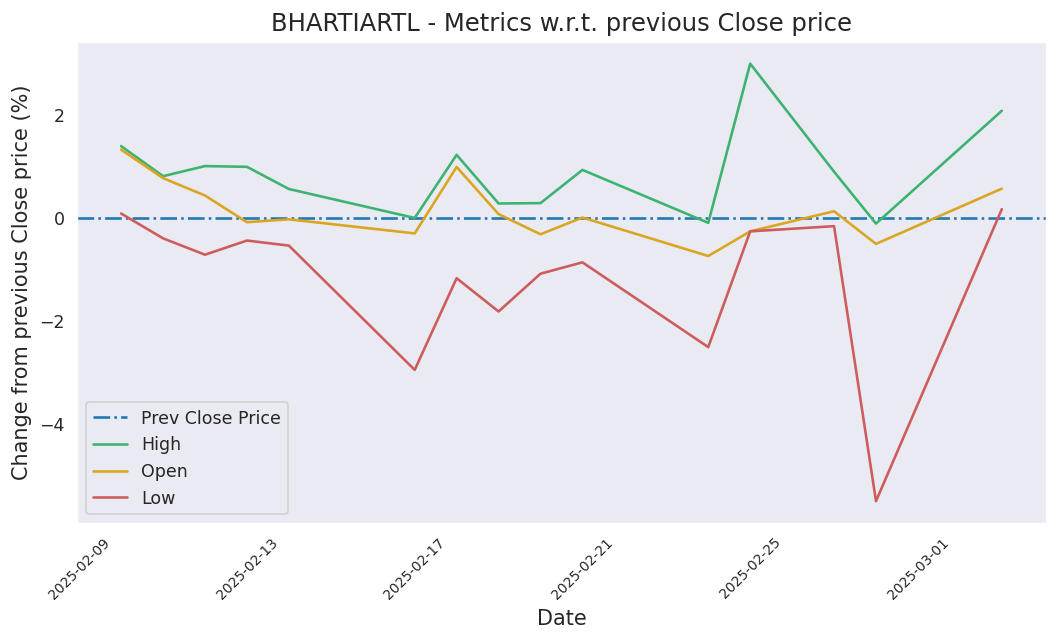 BHARTIARTL - Metrics w.r.t. previous Close price
Change from previous Close price (%)
2
0
−2
−4
Prev Close Price
High
Open
Low
2025-02-09
2025-02-13
2025-02-17
2025-02-21
2025-02-25
2025-03-01
Date